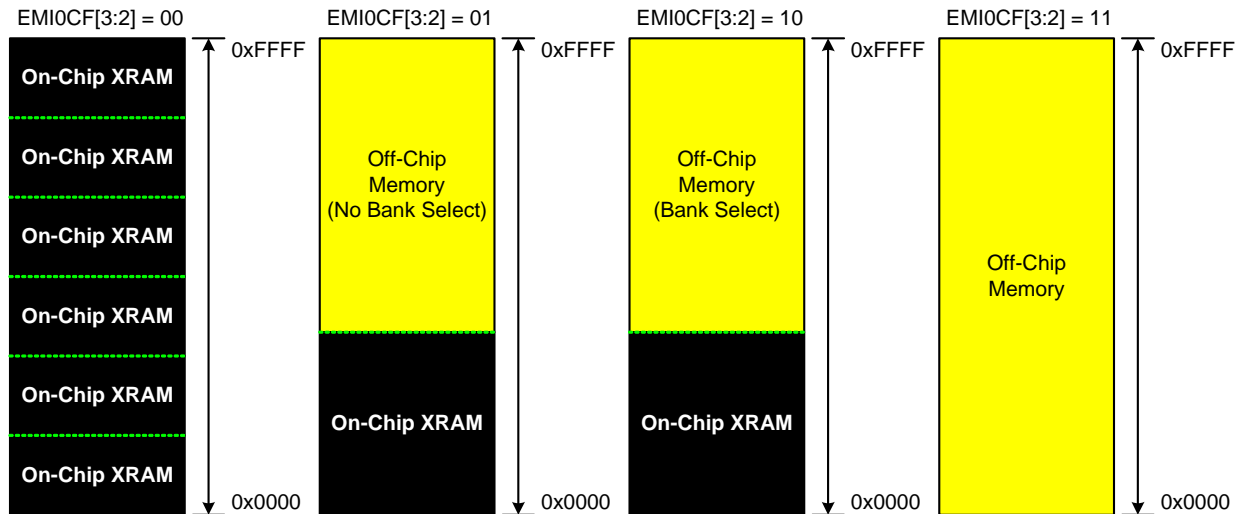 EMI0CF[3:2] = 00
On-Chip XRAM
On-Chip XRAM
On-Chip XRAM
On-Chip XRAM
On-Chip XRAM
On-Chip XRAM
0xFFFF
0x0000
EMI0CF[3:2] = 01
Off-Chip
Memory
(No Bank Select)
On-Chip XRAM
0xFFFF
0x0000
EMI0CF[3:2] = 10
Off-Chip
Memory
(Bank Select)
On-Chip XRAM
0xFFFF
0x0000
EMI0CF[3:2] = 11
Off-Chip
Memory
0xFFFF
0x0000